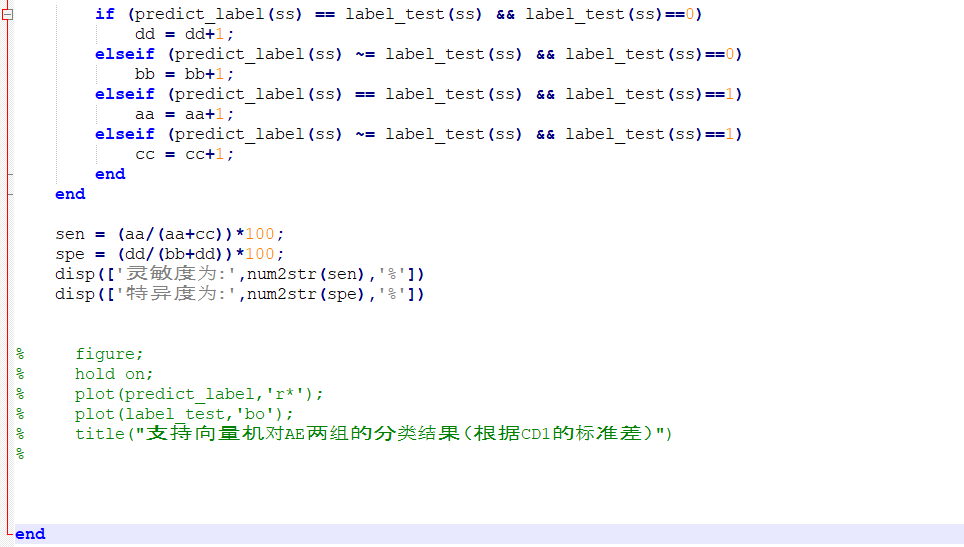 if (predict_label(ss) == label_test(ss) && label_test(ss)==0)
dd = dd+1;
elseif (predict_label(ss) ~= label_test(ss) && label_test(ss)==0)
bb = bb+1;
elseif (predict_label(ss) == label_test(ss) && label_test(ss)==1)
aa = aa+1;
elseif (predict_label(ss) ~= label_test(ss) && label_test(ss)==1)
cc = cc+1;
end
end
sen = (aa/(aa+cc))*100;
spe = (dd/(bb+dd))*100;
disp(['灵敏度为:',num2str(sen),'%'])
disp(['特异度为:',num2str(spe),'%'])
% figure;
% hold on;
% plot(predict_label,'r*');
% plot(label_test,'bo');
% title("支持向量机对AE两组的分类结果(根据CD1的标准差)")
%
end